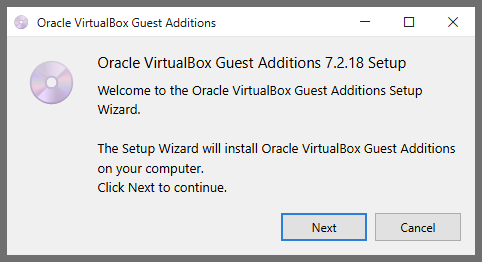 Oracle VirtualBox Guest Additions
Oracle VirtualBox Guest Additions 7.2.18 Setup
Welcome to the Oracle VirtualBox Guest Additions Setup
Wizard.
The Setup Wizard will install Oracle VirtualBox Guest Additions
on your computer.
Click Next to continue.
Next
Cancel